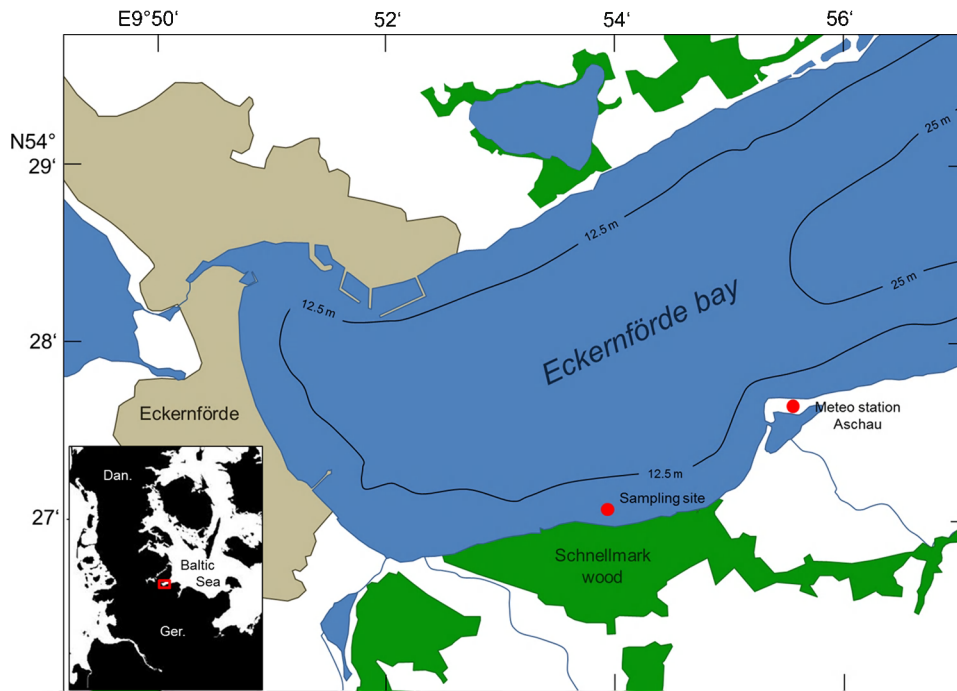 E9°50‘
52‘
54‘
56‘
N54°
29‘
28‘
27‘
25 m
12.5 m
25 m
12.5 m
Eckernförde bay
Eckernförde
Meteo station
Aschau
12.5 m
Sampling site
Schnellmark
wood
Dan.
Baltic
Sea
Ger.